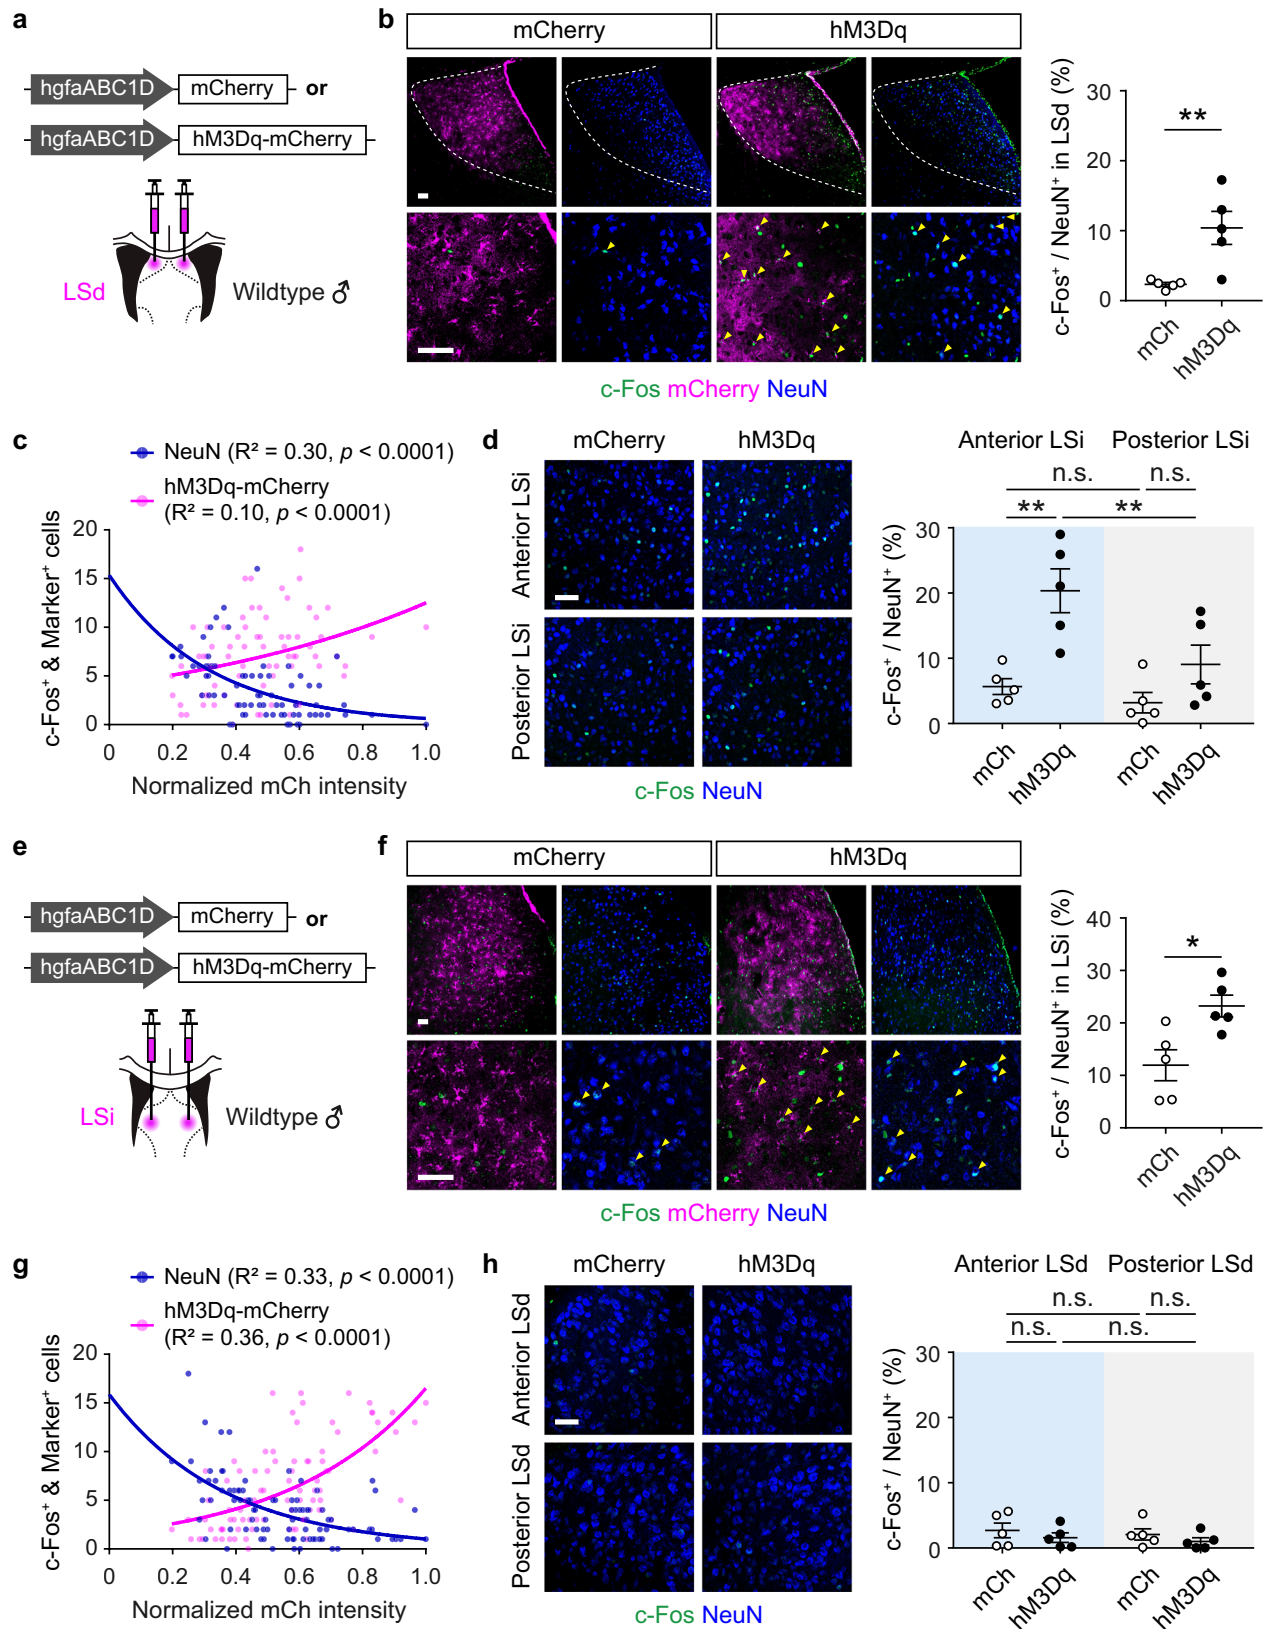 a
hgfaABC1D mCherry or
hgfaABC1D hM3Dq-mCherry
LSd
Wildtype ♂
b
mCherry hM3Dq
c-Fos mCherry NeuN
c-Fos⁺ / NeuN⁺ in LSd (%)
30
20
10
0
**
mCh
hM3Dq
c
NeuN (R² = 0.30, p < 0.0001)
hM3Dq-mCherry
(R² = 0.10, p < 0.0001)
c-Fos⁺ & Marker⁺ cells
20
15
10
5
0
0 0.2 0.4 0.6 0.8 1.0
Normalized mCh intensity
d
mCherry hM3Dq
Anterior LSi
Posterior LSi
c-Fos NeuN
Anterior LSi Posterior LSi
n.s. n.s.
** **
c-Fos⁺ / NeuN⁺ (%)
30
20
10
0
mCh
hM3Dq
mCh
hM3Dq
e
hgfaABC1D mCherry or
hgfaABC1D hM3Dq-mCherry
LSi
Wildtype ♂
f
mCherry hM3Dq
c-Fos mCherry NeuN
c-Fos⁺ / NeuN⁺ in LSi (%)
40
30
20
10
0
*
mCh
hM3Dq
g
NeuN (R² = 0.33, p < 0.0001)
hM3Dq-mCherry
(R² = 0.36, p < 0.0001)
c-Fos⁺ & Marker⁺ cells
20
15
10
5
0
0 0.2 0.4 0.6 0.8 1.0
Normalized mCh intensity
h
mCherry hM3Dq
Anterior LSd
Posterior LSd
c-Fos NeuN
Anterior LSd Posterior LSd
n.s. n.s.
n.s. n.s.
c-Fos⁺ / NeuN⁺ (%)
30
20
10
0
mCh
hM3Dq
mCh
hM3Dq